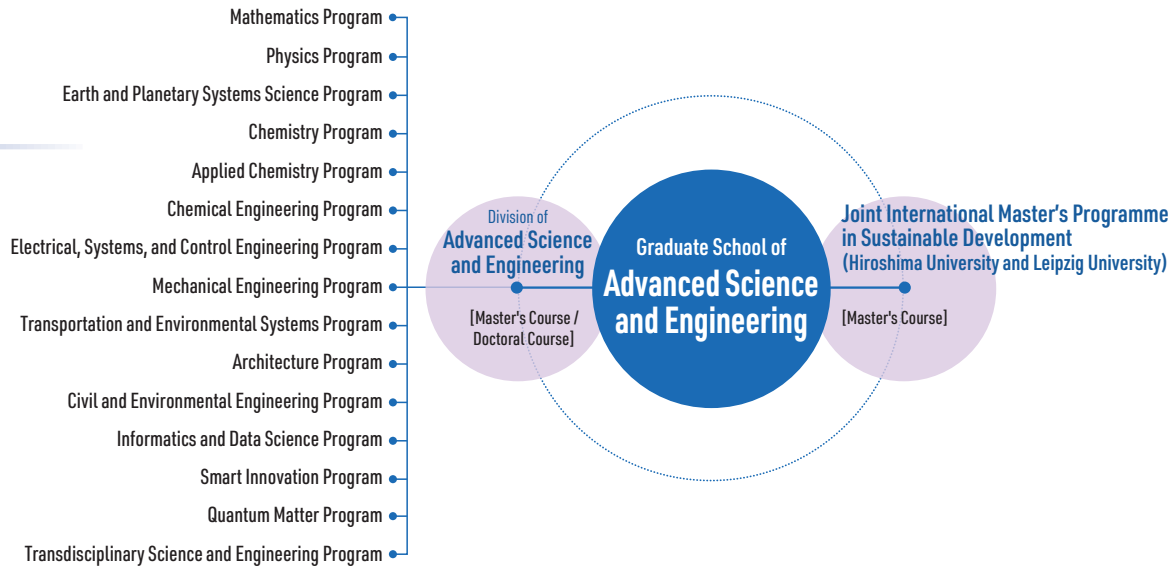 Mathematics Program
Physics Program
Earth and Planetary Systems Science Program
Chemistry Program
Applied Chemistry Program
Chemical Engineering Program
Electrical, Systems, and Control Engineering Program
Mechanical Engineering Program
Transportation and Environmental Systems Program
Architecture Program
Civil and Environmental Engineering Program
Informatics and Data Science Program
Smart Innovation Program
Quantum Matter Program
Transdisciplinary Science and Engineering Program
Division of
Advanced Science
and Engineering
[Master's Course /
Doctoral Course]
Graduate School of
Advanced Science
and Engineering
Joint International Master's Programme
in Sustainable Development
(Hiroshima University and Leipzig University)
[Master's Course]